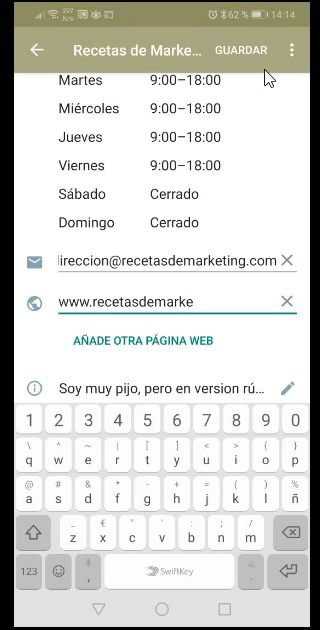 207 K/s 62 % 14:14
Recetas de Marke... GUARDAR
Martes 9:00–18:00
Miércoles 9:00–18:00
Jueves 9:00–18:00
Viernes 9:00–18:00
Sábado Cerrado
Domingo Cerrado
ireccion@recetasdemarketing.com
www.recetasdemarke
AÑADE OTRA PÁGINA WEB
Soy muy pijo, pero en version rú...
1 2 3 4 5 6 7 8 9 0
\ ^ ~ | [ ] < > { }
q w e r t y u i o p
@ # & * - + = ( ) %
a s d f g h j k l ñ
_ € " ' : ; /
z x c v b n m
123 , SwiftKey .